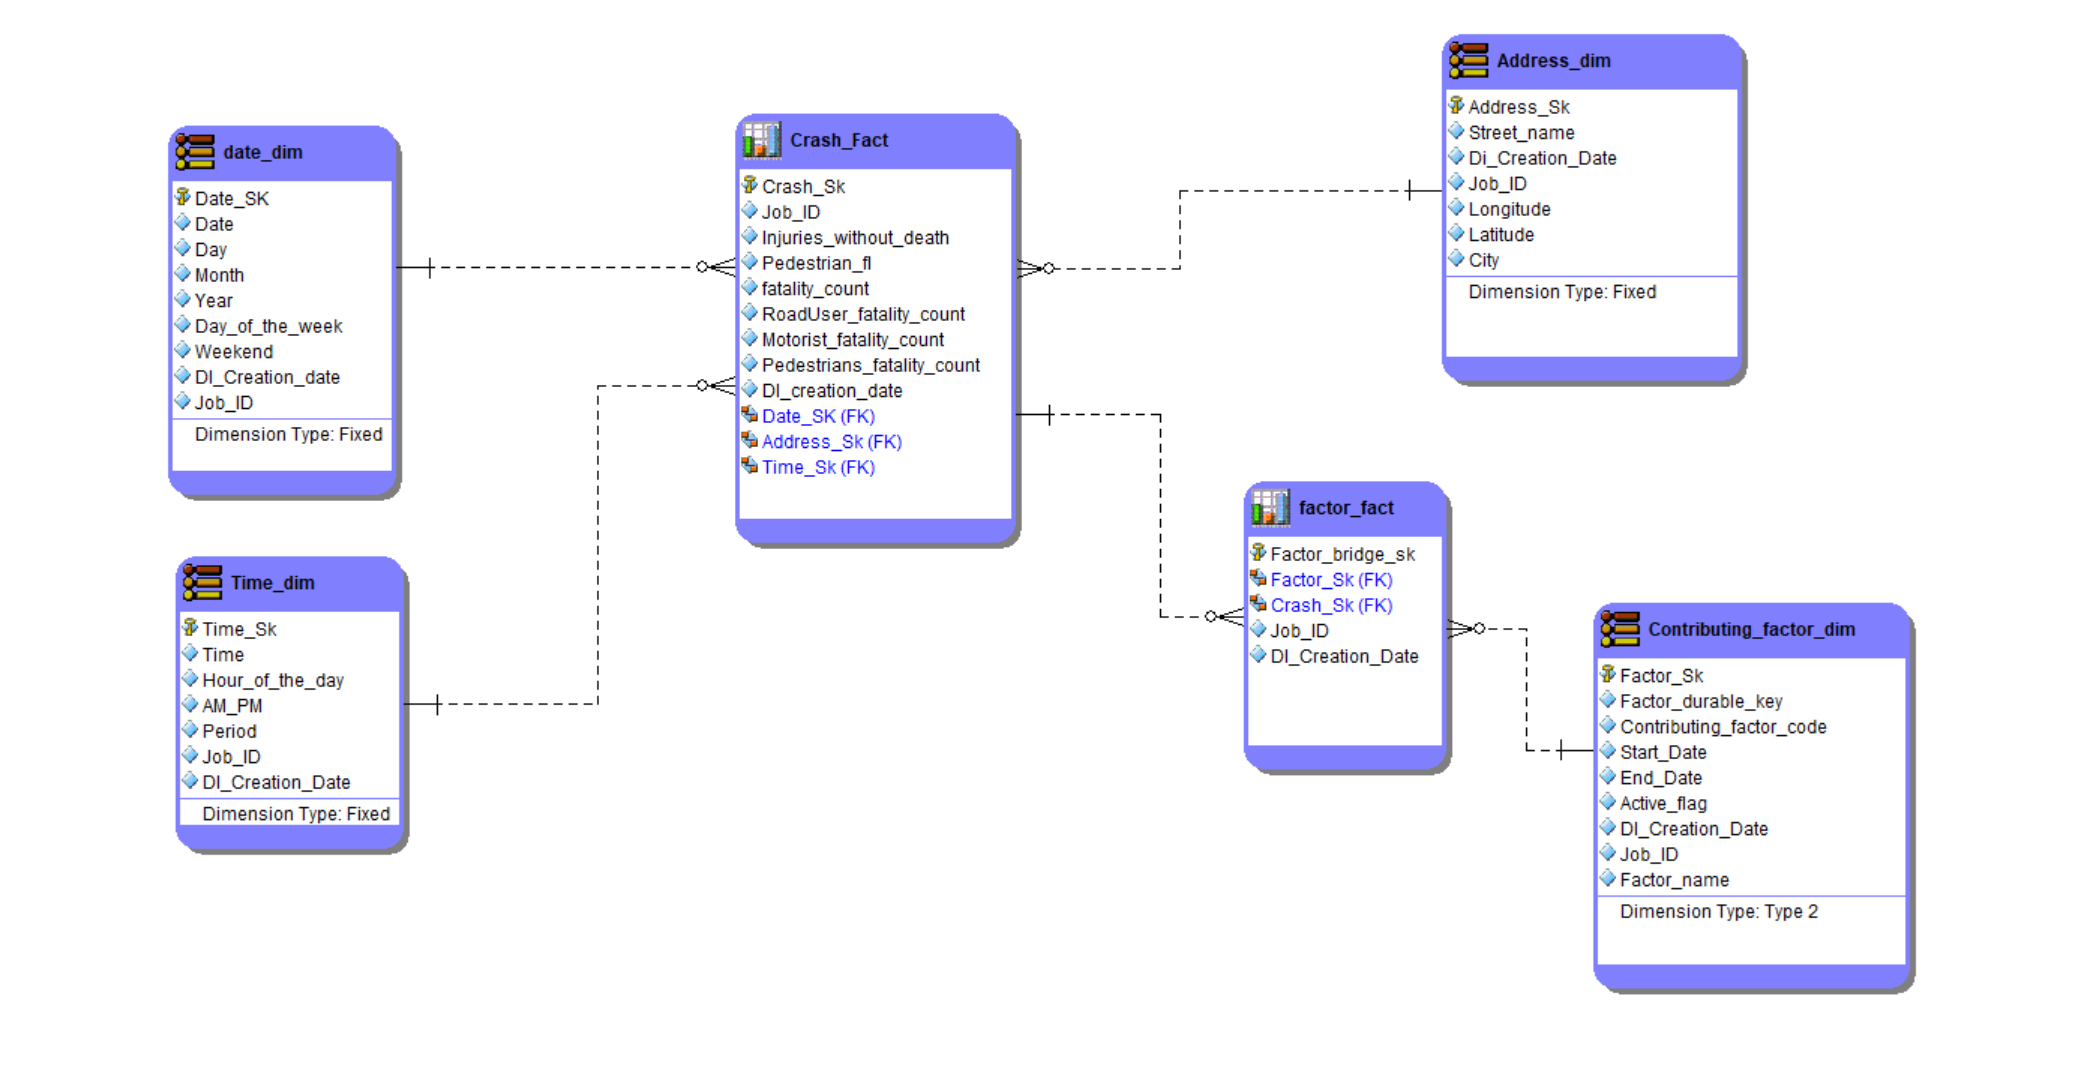 date_dim
Date_SK
Date
Day
Month
Year
Day_of_the_week
Weekend
DI_Creation_date
Job_ID
Dimension Type: Fixed
Time_dim
Time_Sk
Time
Hour_of_the_day
AM_PM
Period
Job_ID
DI_Creation_Date
Dimension Type: Fixed
Crash_Fact
Crash_Sk
Job_ID
Injuries_without_death
Pedestrian_fl
fatality_count
RoadUser_fatality_count
Motorist_fatality_count
Pedestrians_fatality_count
DI_creation_date
Date_SK (FK)
Address_Sk (FK)
Time_Sk (FK)
Address_dim
Address_Sk
Street_name
Di_Creation_Date
Job_ID
Longitude
Latitude
City
Dimension Type: Fixed
factor_fact
Factor_bridge_sk
Factor_Sk (FK)
Crash_Sk (FK)
Job_ID
DI_Creation_Date
Contributing_factor_dim
Factor_Sk
Factor_durable_key
Contributing_factor_code
Start_Date
End_Date
Active_flag
DI_Creation_Date
Job_ID
Factor_name
Dimension Type: Type 2